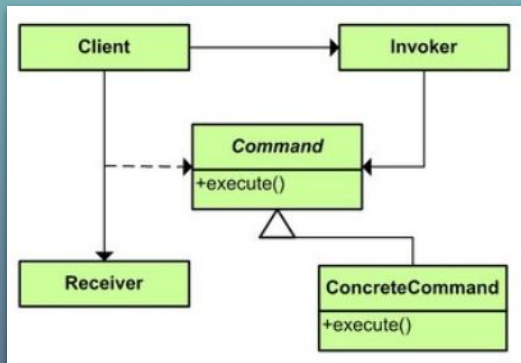 Client
Invoker
Command
+execute()
Receiver
ConcreteCommand
+execute()